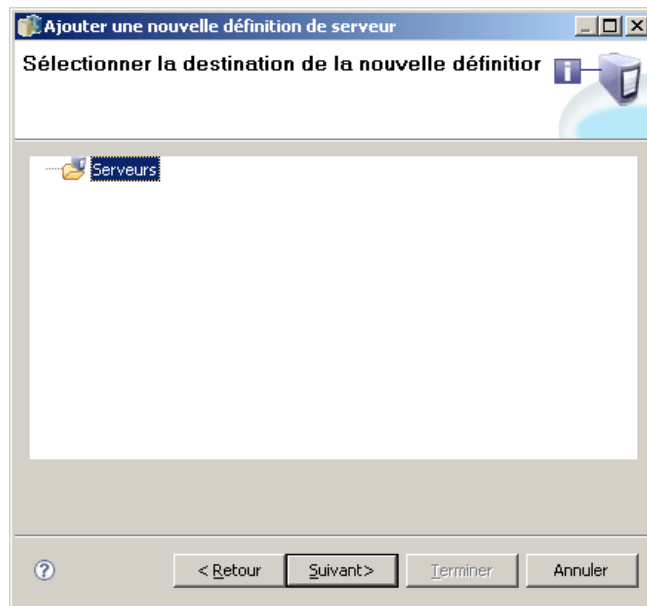 Ajouter une nouvelle définition de serveur
Sélectionner la destination de la nouvelle définitior
Serveurs
< Retour
Suivant>
Terminer
Annuler